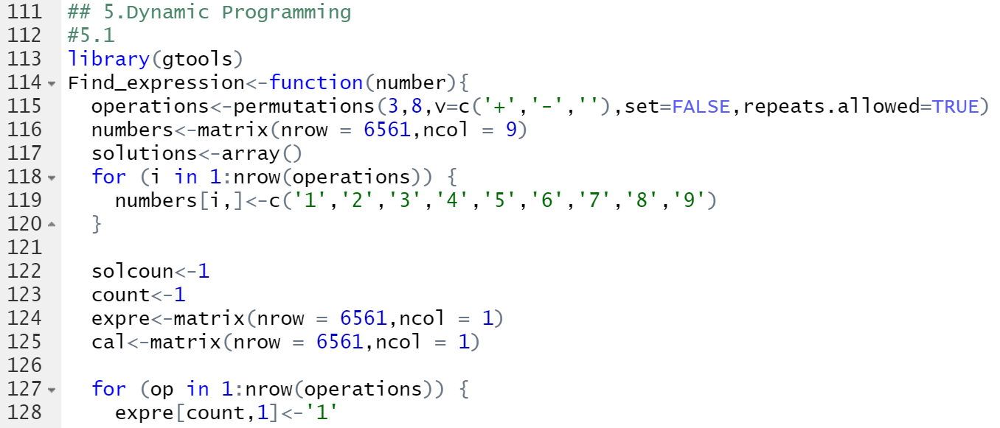 111 ## 5.Dynamic Programming
112 #5.1
113 library(gtools)
114 Find_expression<-function(number){
115   operations<-permutations(3,8,v=c('+','-',''),set=FALSE,repeats.allowed=TRUE)
116   numbers<-matrix(nrow = 6561,ncol = 9)
117   solutions<-array()
118   for (i in 1:nrow(operations)) {
119     numbers[i,]<-c('1','2','3','4','5','6','7','8','9')
120   }
121
122   solcoun<-1
123   count<-1
124   expre<-matrix(nrow = 6561,ncol = 1)
125   cal<-matrix(nrow = 6561,ncol = 1)
126
127   for (op in 1:nrow(operations)) {
128     expre[count,1]<-'1'